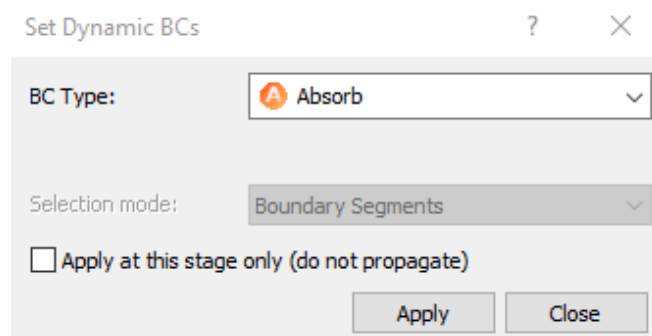 Set Dynamic BCs ?
BC Type: A Absorb
Selection mode: Boundary Segments
Apply at this stage only (do not propagate)
Apply Close